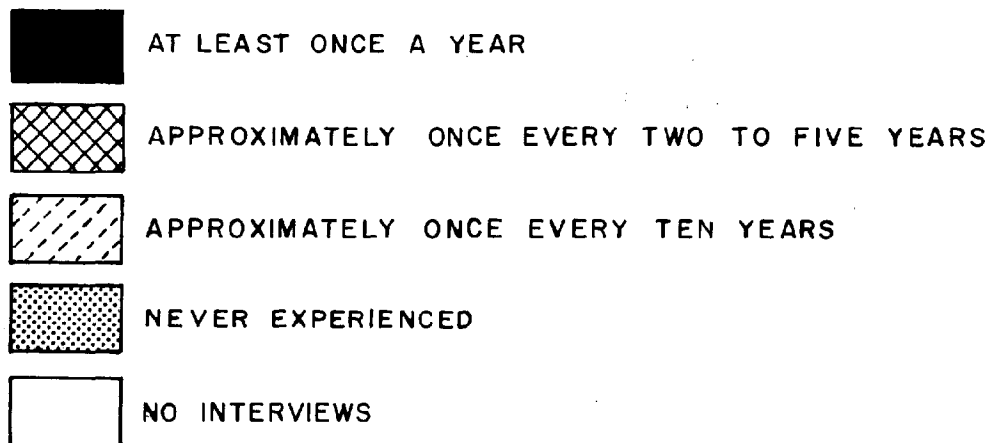 AT LEAST ONCE A YEAR
APPROXIMATELY ONCE EVERY TWO TO FIVE YEARS
APPROXIMATELY ONCE EVERY TEN YEARS
NEVER EXPERIENCED
NO INTERVIEWS